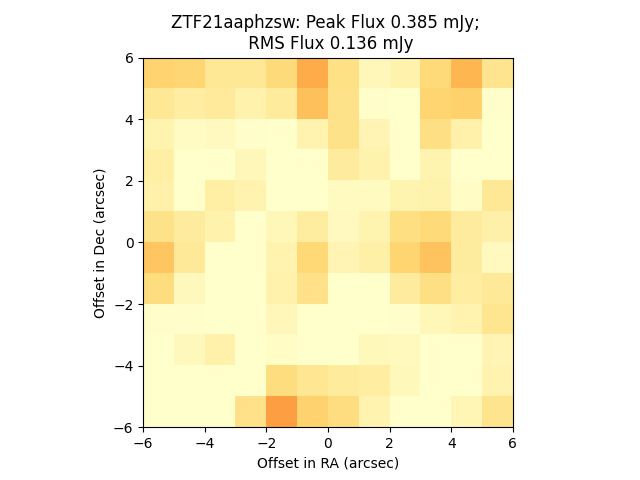 ZTF21aaphzsw: Peak Flux 0.385 mJy;
RMS Flux 0.136 mJy
6
4
2
0
−2
−4
−6
Offset in Dec (arcsec)
−6 −4 −2 0 2 4 6
Offset in RA (arcsec)